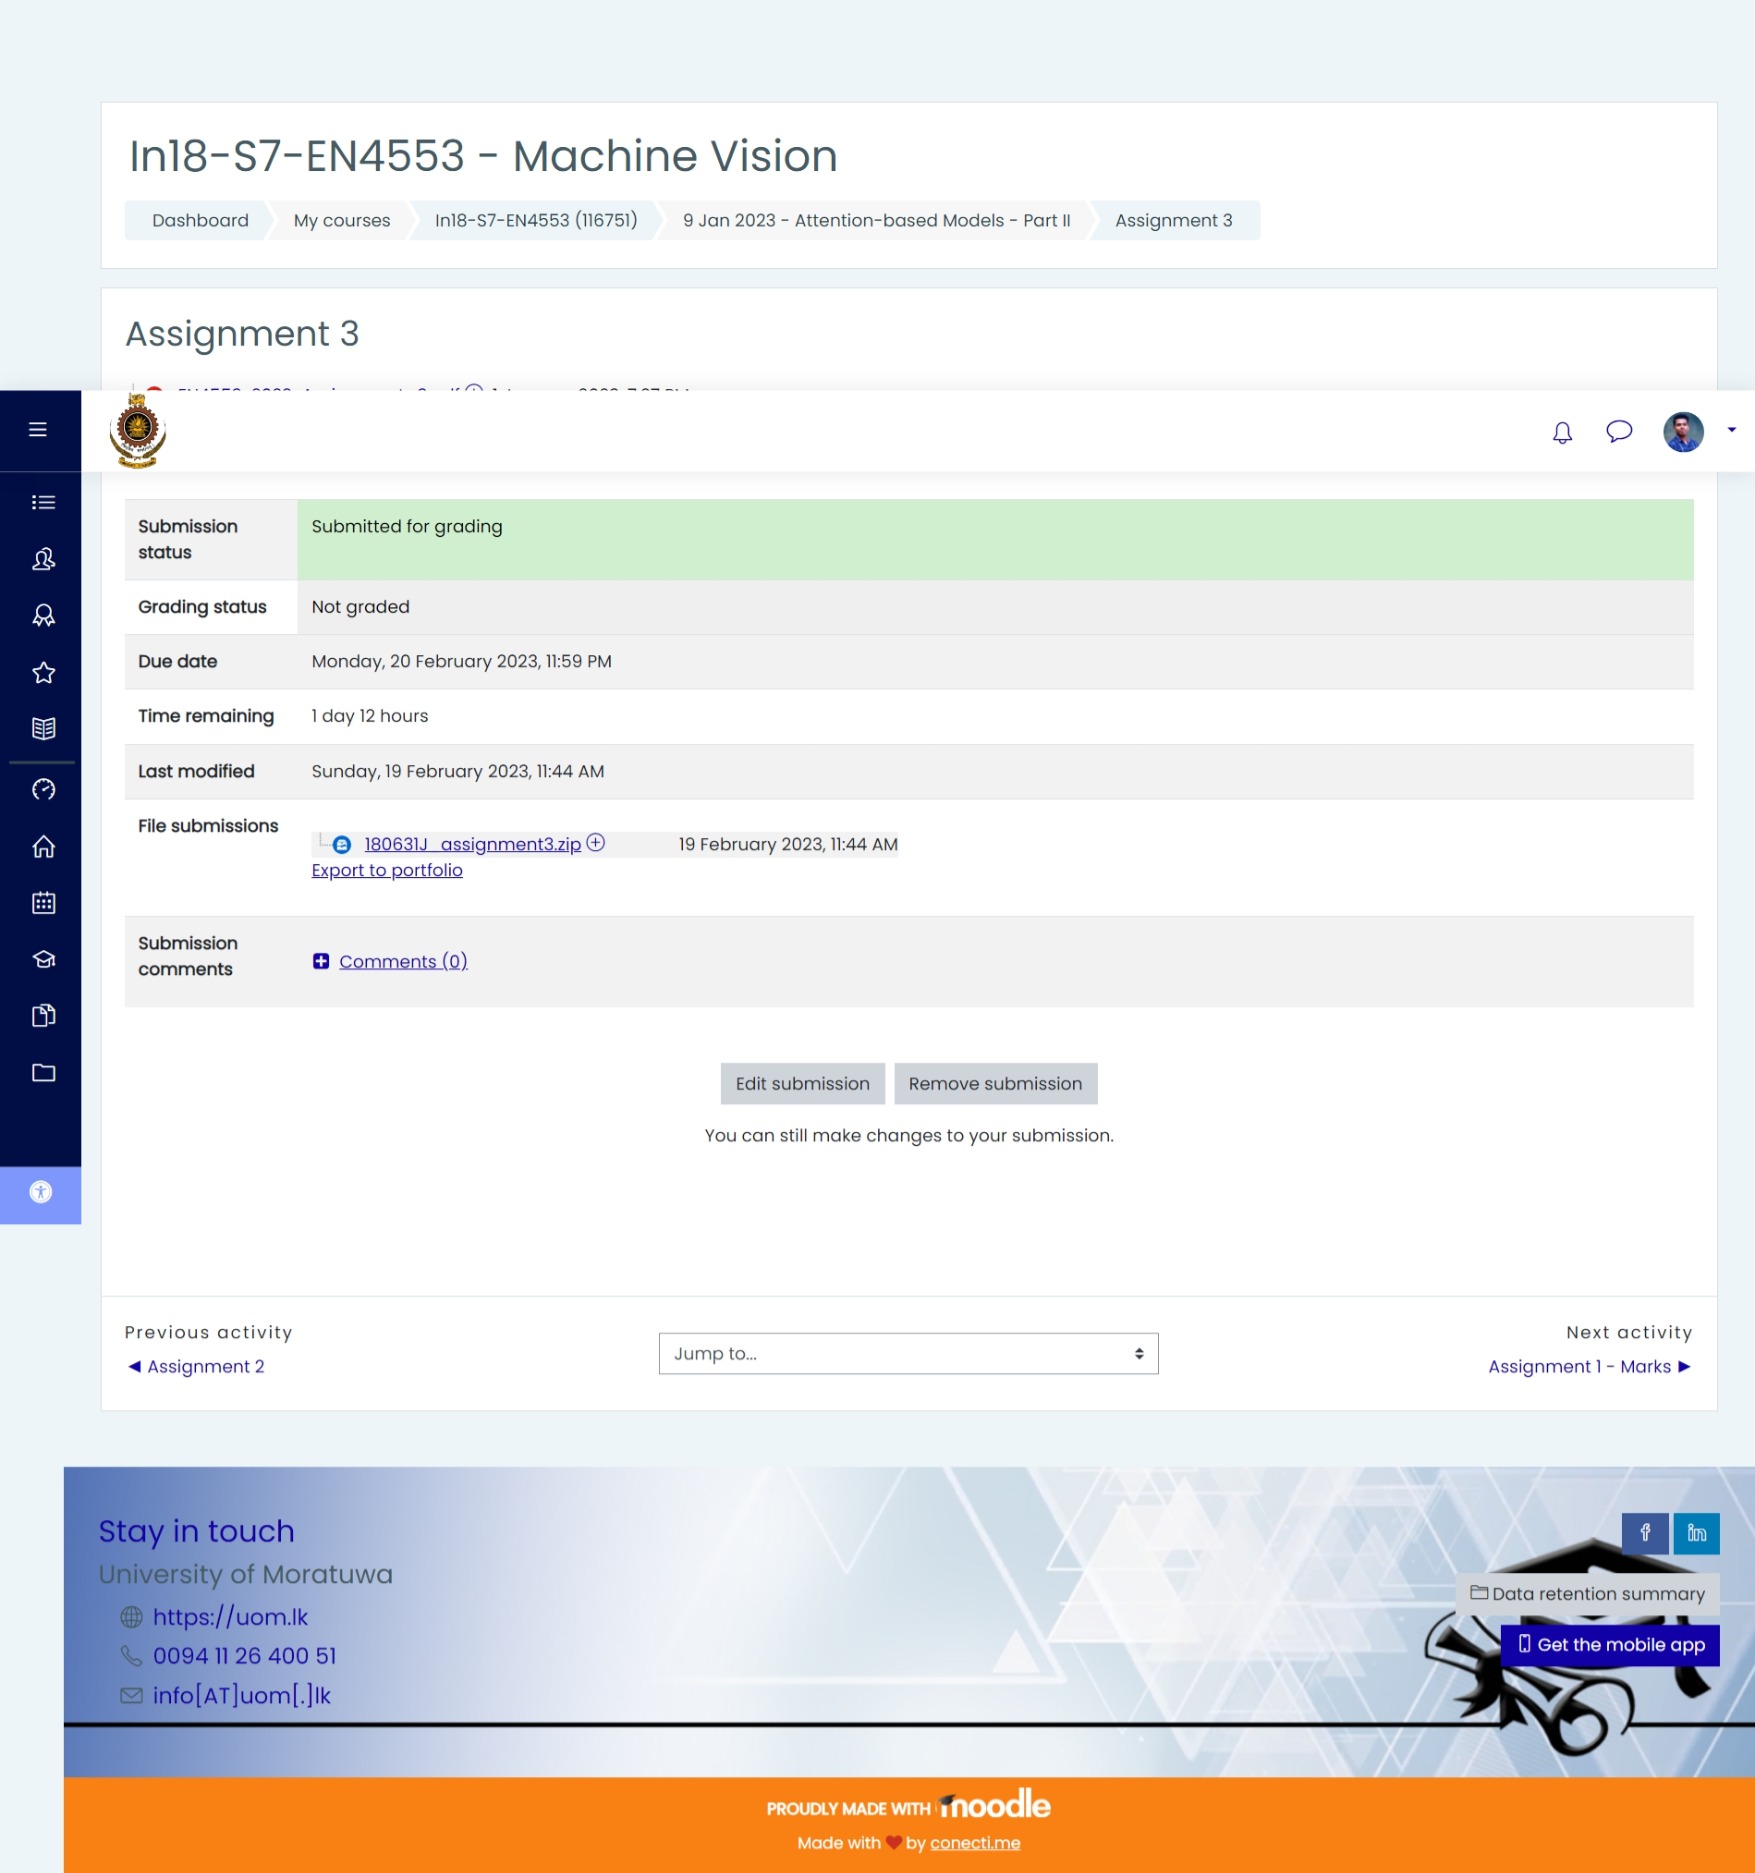 In18-S7-EN4553 - Machine Vision
Dashboard My courses In18-S7-EN4553 (116751) 9 Jan 2023 - Attention-based Models - Part II Assignment 3
Assignment 3
Submission status Submitted for grading
Grading status Not graded
Due date Monday, 20 February 2023, 11:59 PM
Time remaining 1 day 12 hours
Last modified Sunday, 19 February 2023, 11:44 AM
File submissions
180631J_assignment3.zip 19 February 2023, 11:44 AM
Export to portfolio
Submission comments Comments (0)
Edit submission Remove submission
You can still make changes to your submission.
Previous activity
◀ Assignment 2
Jump to...
Next activity
Assignment 1 - Marks ▶
Stay in touch
University of Moratuwa
https://uom.lk
0094 11 26 400 51
info[AT]uom[.]lk
f in
Data retention summary
Get the mobile app
PROUDLY MADE WITH moodle
Made with ❤ by conecti.me